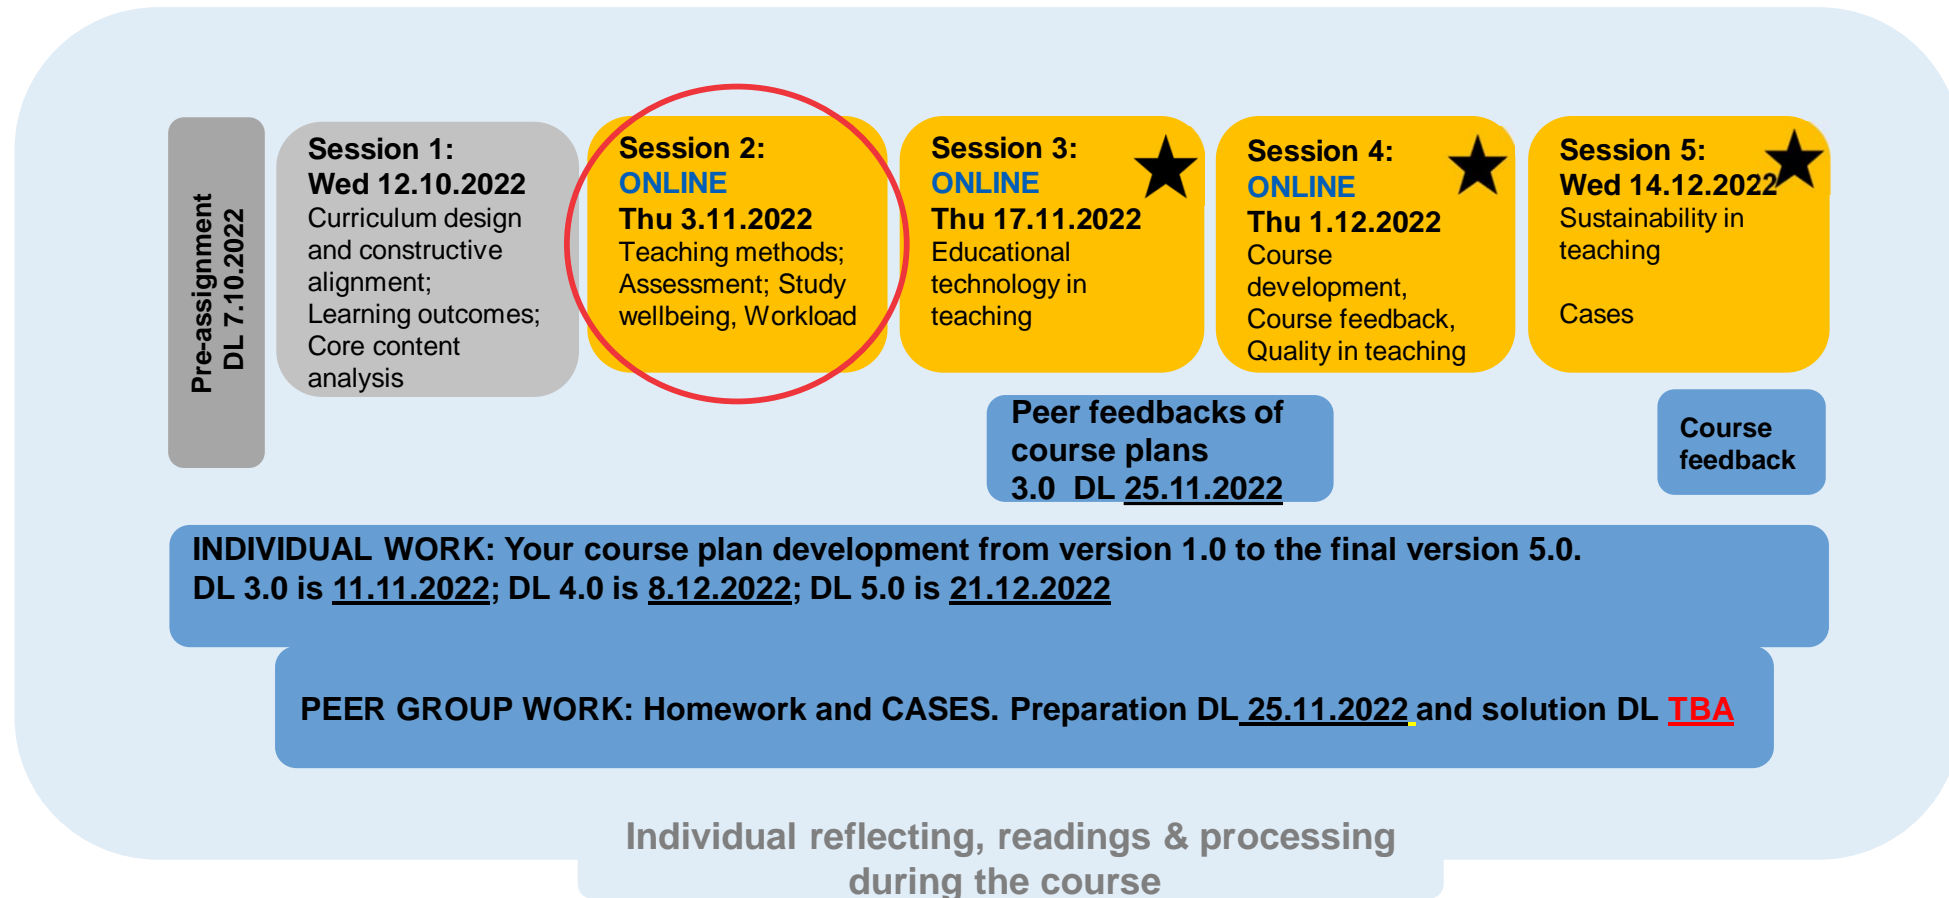 Pre-assignment
DL 7.10.2022
Session 1:
Wed 12.10.2022
Curriculum design
and constructive
alignment;
Learning outcomes;
Core content
analysis
Session 2:
ONLINE
Thu 3.11.2022
Teaching methods;
Assessment; Study
wellbeing, Workload
Session 3:
ONLINE
Thu 17.11.2022
Educational
technology in
teaching
Session 4:
ONLINE
Thu 1.12.2022
Course
development,
Course feedback,
Quality in teaching
Session 5:
Wed 14.12.2022
Sustainability in
teaching
Cases
Peer feedbacks of
course plans
3.0 DL 25.11.2022
Course
feedback
INDIVIDUAL WORK: Your course plan development from version 1.0 to the final version 5.0.
DL 3.0 is 11.11.2022; DL 4.0 is 8.12.2022; DL 5.0 is 21.12.2022
PEER GROUP WORK: Homework and CASES. Preparation DL 25.11.2022 and solution DL TBA
Individual reflecting, readings & processing
during the course